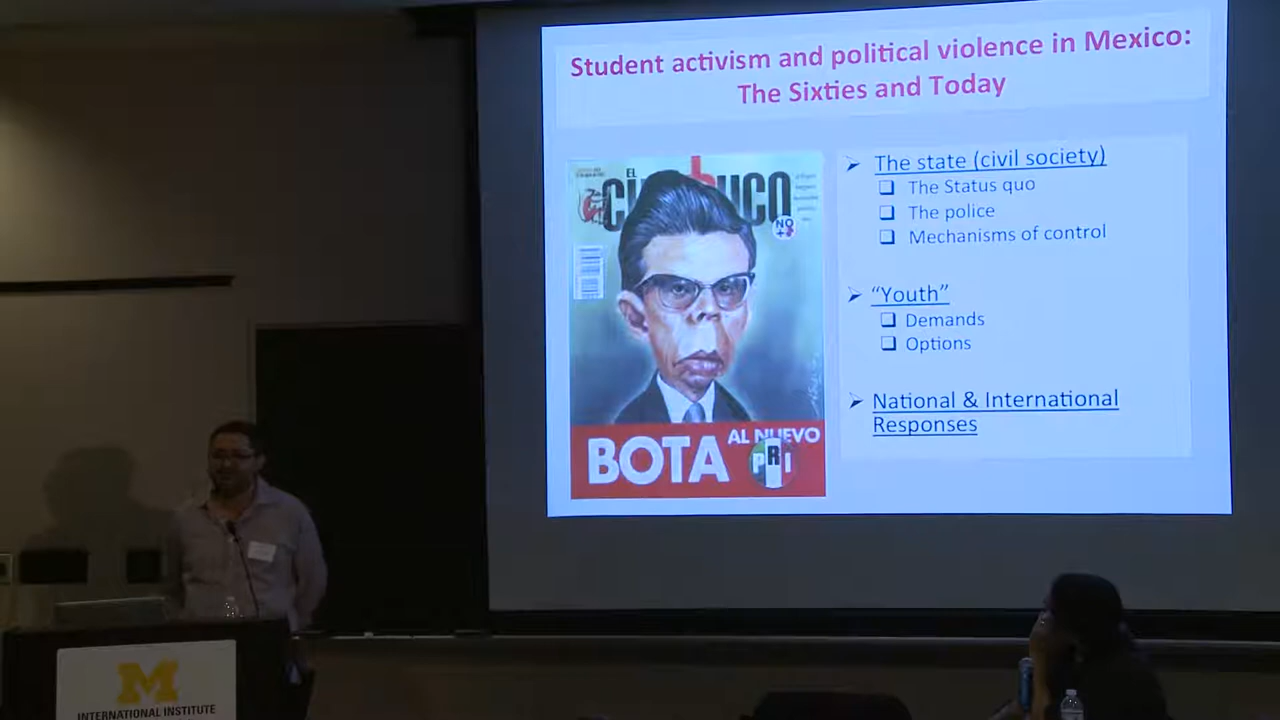 Student activism and political violence in Mexico:
The Sixties and Today
EL
NO
BOTA
AL NUEVO
PRI
The state (civil society)
The Status quo
The police
Mechanisms of control
“Youth”
Demands
Options
National & International
Responses
M
INTERNATIONAL INSTITUTE